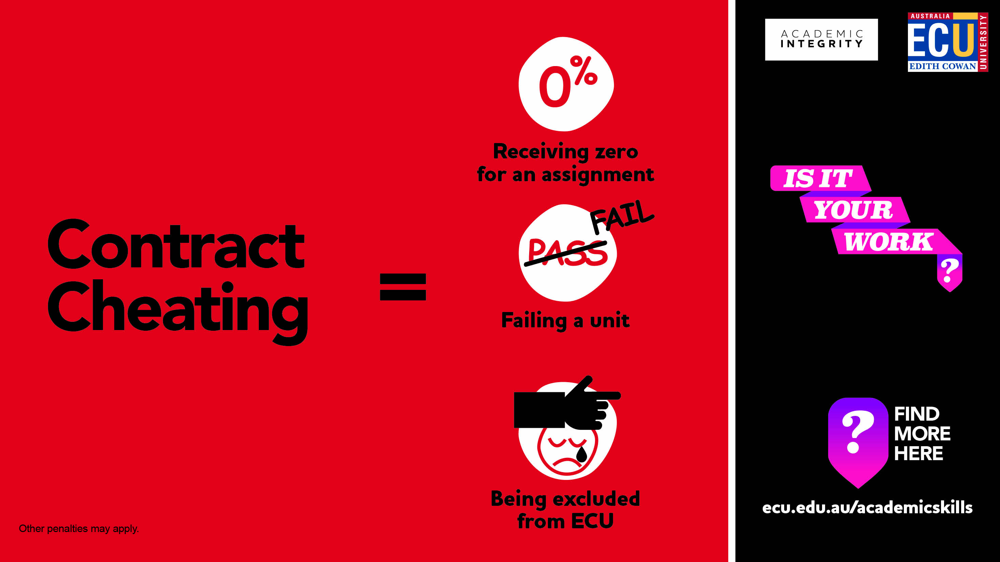 Contract
Cheating
=
0%
Receiving zero
for an assignment
FAIL
PASS
Failing a unit
Being excluded
from ECU
Other penalties may apply.
ACADEMIC
INTEGRITY
AUSTRALIA
ECU
EDITH COWAN
UNIVERSITY
IS IT
YOUR
WORK
?
?
FIND
MORE
HERE
ecu.edu.au/academicskills